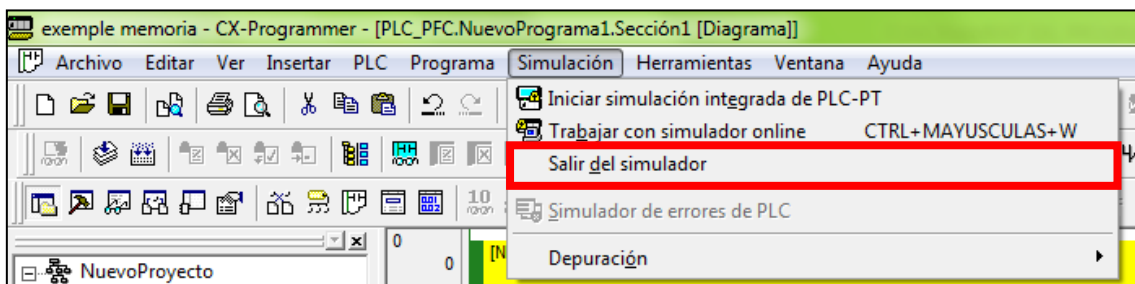 exemple memoria - CX-Programmer - [PLC_PFC.NuevoPrograma1.Sección1 [Diagrama]]
Archivo Editar Ver Insertar PLC Programa Simulación Herramientas Ventana Ayuda
Iniciar simulación integrada de PLC-PT
Trabajar con simulador online CTRL+MAYUSCULAS+W
Salir del simulador
10
Simulador de errores de PLC
0
0
[N
Depuración
NuevoProyecto